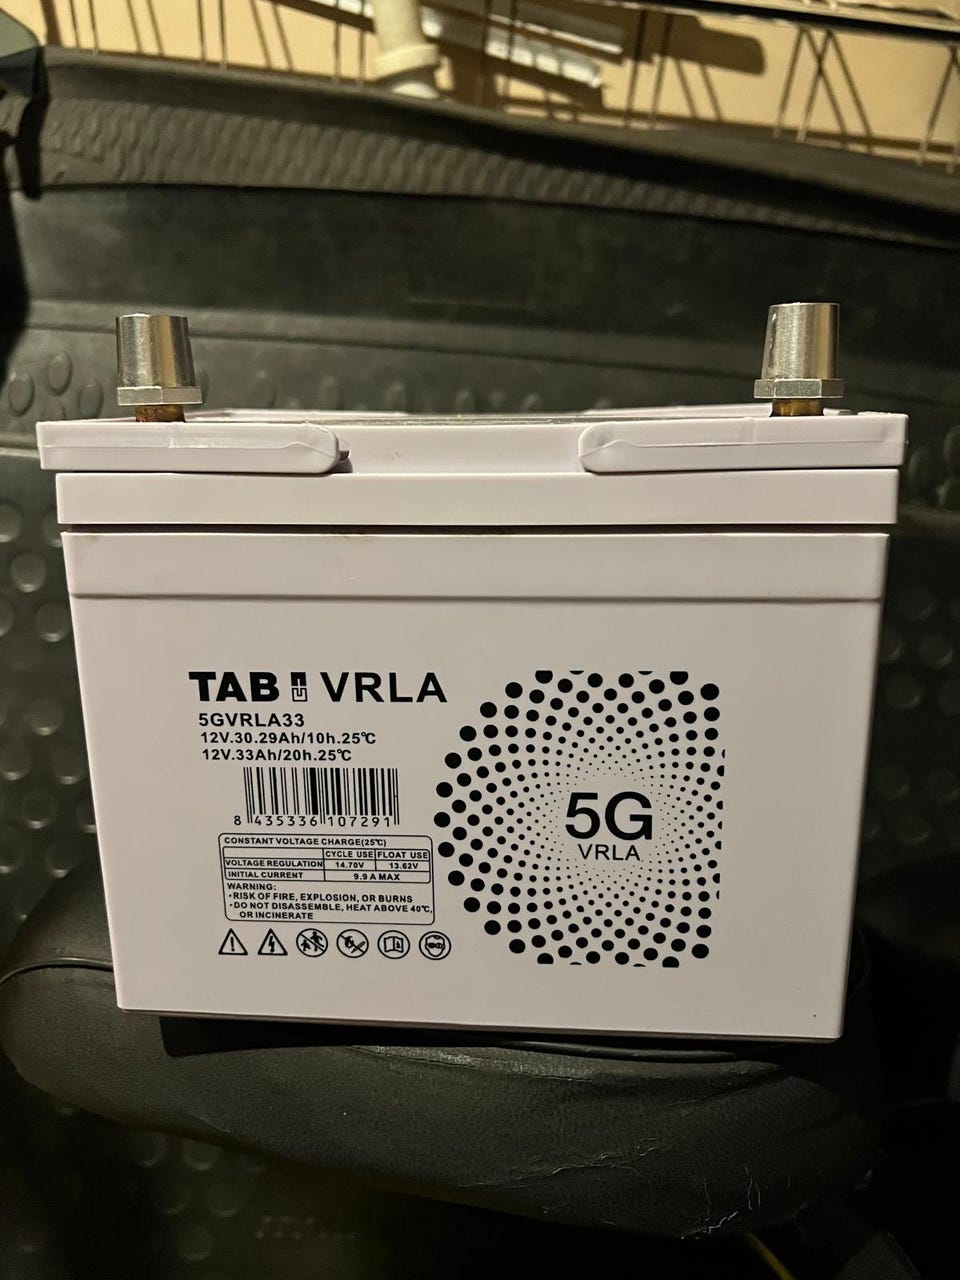 TAB VRLA
5GVRLA33
12V.30.29Ah/10h.25℃
12V.33Ah/20h.25℃
8 435336 107291
CONSTANT VOLTAGE CHARGE(25℃)
CYCLE USE FLOAT USE
VOLTAGE REGULATION 14.70V 13.62V
INITIAL CURRENT 9.9 A MAX
WARNING:
·RISK OF FIRE, EXPLOSION, OR BURNS
·DO NOT DISASSEMBLE, HEAT ABOVE 40℃,
OR INCINERATE
5G
VRLA